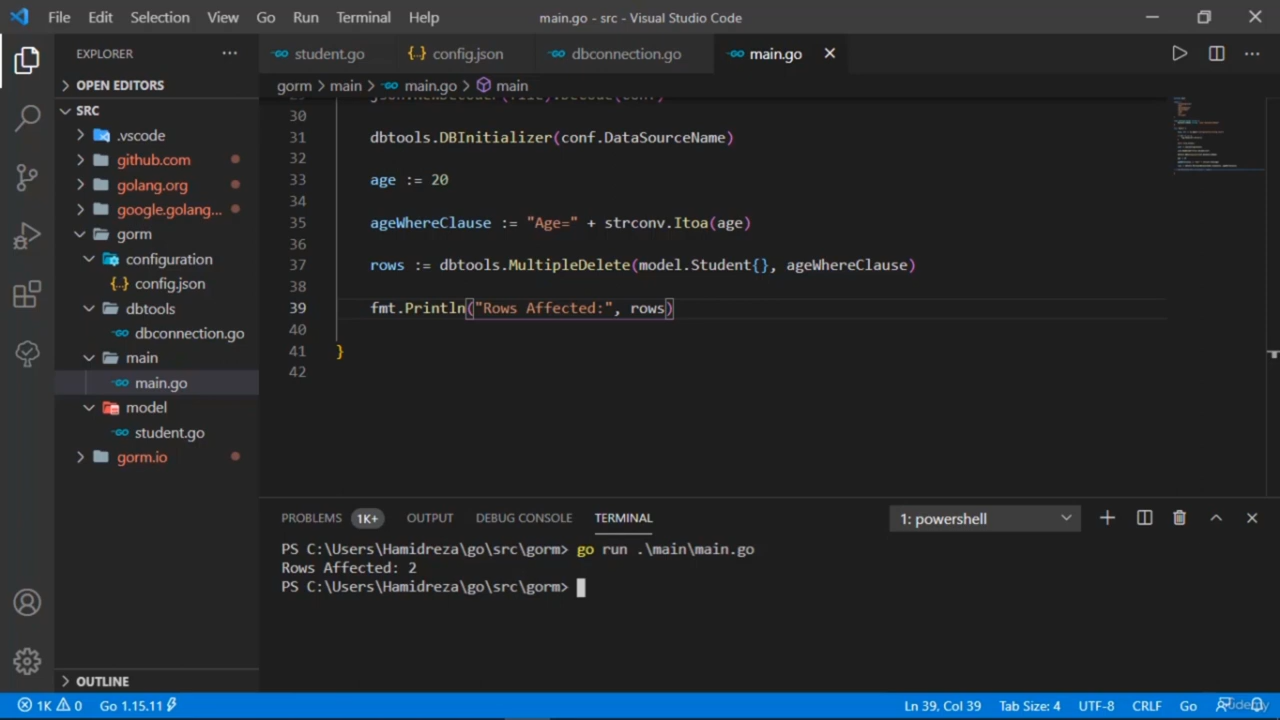 File Edit Selection View Go Run Terminal Help main.go - src - Visual Studio Code
EXPLORER ···
student.go {} config.json dbconnection.go main.go
gorm > main > main.go > main
OPEN EDITORS
SRC
.vscode
github.com
golang.org
google.golang...
gorm
configuration
{} config.json
dbtools
dbconnection.go
main
main.go
model
student.go
gorm.io
OUTLINE
30
31 dbtools.DBInitializer(conf.DataSourceName)
32
33 age := 20
34
35 ageWhereClause := "Age=" + strconv.Itoa(age)
36
37 rows := dbtools.MultipleDelete(model.Student{}, ageWhereClause)
38
39 fmt.Println("Rows Affected:", rows)
40
41 }
42
PROBLEMS 1K+ OUTPUT DEBUG CONSOLE TERMINAL 1: powershell
PS C:\Users\Hamidreza\go\src\gorm> go run .\main\main.go
Rows Affected: 2
PS C:\Users\Hamidreza\go\src\gorm>
1K 0 Go 1.15.11 Ln 39, Col 39 Tab Size: 4 UTF-8 CRLF Go